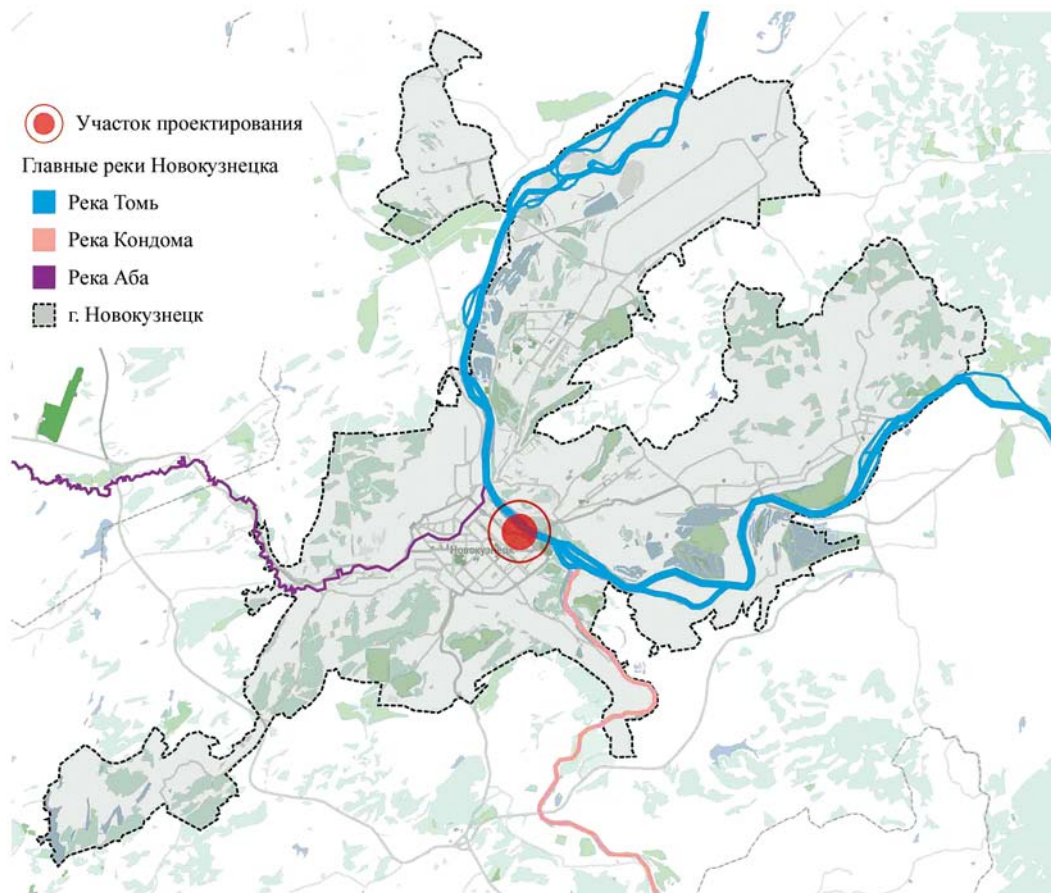 Участок проектирования
Главные реки Новокузнецка
Река Томь
Река Кондома
Река Аба
г. Новокузнецк
Новокузнецк